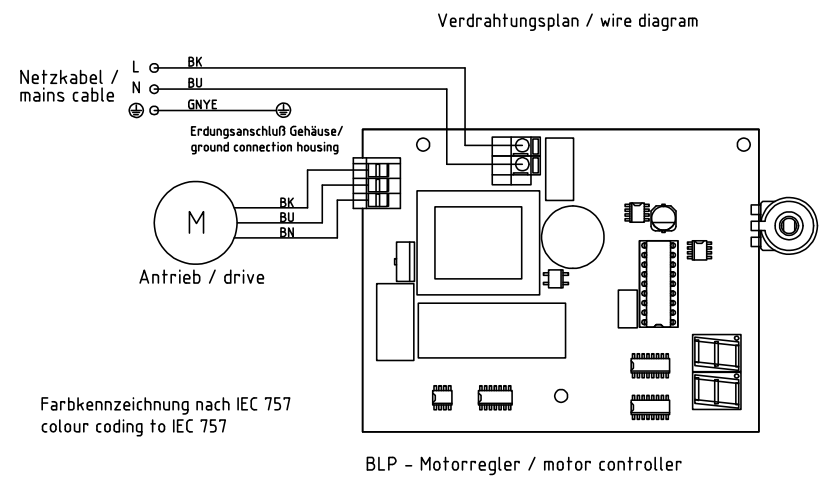 Verdrahtungsplan / wire diagram
Netzkabel /
mains cable
L BK
N BU
GNYE
Erdungsanschluß Gehäuse/
ground connection housing
BK
BU
BN
M
Antrieb / drive
Farbkennzeichnung nach IEC 757
colour coding to IEC 757
BLP - Motorregler / motor controller